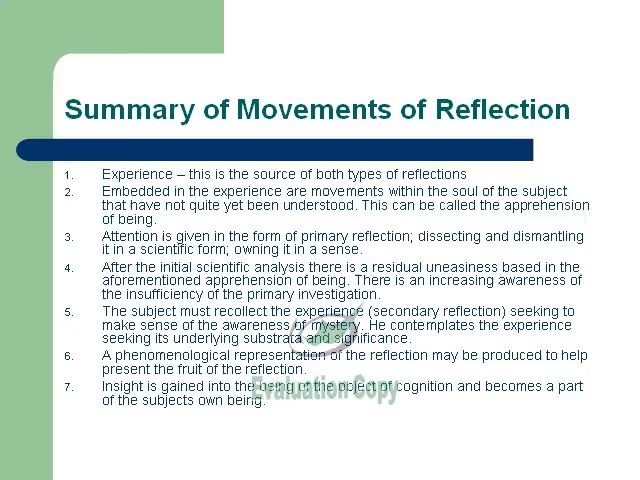 Summary of Movements of Reflection
1. Experience – this is the source of both types of reflections
2. Embedded in the experience are movements within the soul of the subject
that have not quite yet been understood. This can be called the apprehension
of being.
3. Attention is given in the form of primary reflection; dissecting and dismantling
it in a scientific form; owning it in a sense.
4. After the initial scientific analysis there is a residual uneasiness based in the
aforementioned apprehension of being. There is an increasing awareness of
the insufficiency of the primary investigation.
5. The subject must recollect the experience (secondary reflection) seeking to
make sense of the awareness of mystery. He contemplates the experience
seeking its underlying substrata and significance.
6. A phenomenological representation of the reflection may be produced to help
present the fruit of the reflection.
7. Insight is gained into the being of the object of cognition and becomes a part
of the subjects own being.
Evaluation Copy